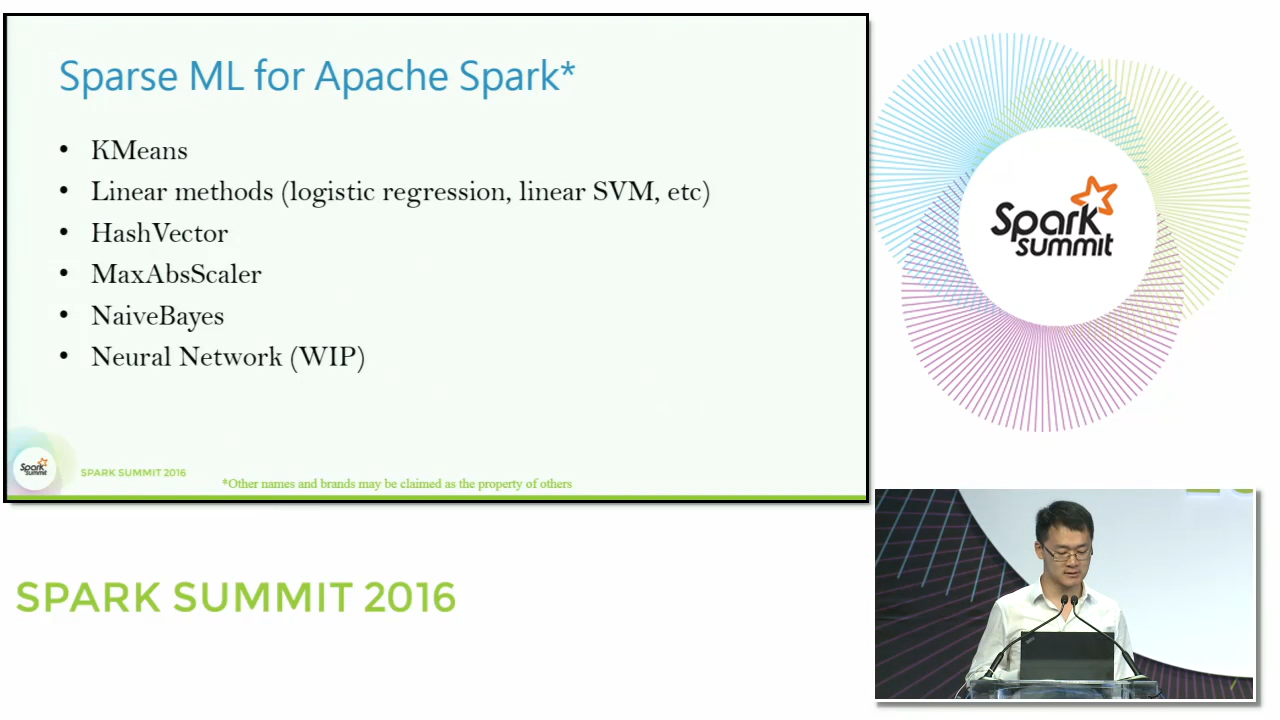 Sparse ML for Apache Spark*
• KMeans
• Linear methods (logistic regression, linear SVM, etc)
• HashVector
• MaxAbsScaler
• NaiveBayes
• Neural Network (WIP)
Spark summit
SPARK SUMMIT 2016
*Other names and brands may be claimed as the property of others
Spark summit
SPARK SUMMIT 2016